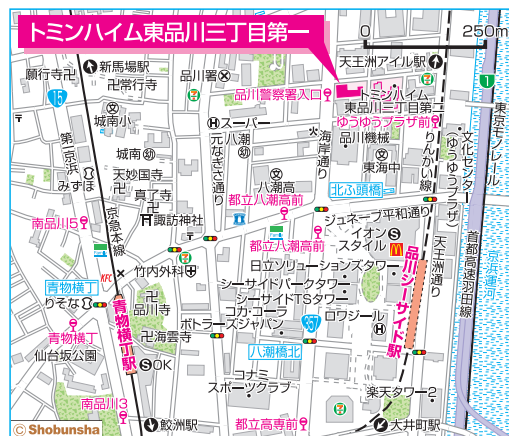 トミンハイム東品川三丁目第一
0 250m
新馬場駅
品川署
天王洲アイル駅
願行寺
常行寺
15
品川警察署入口
トミンハイム
東品川三丁目第一
1
城南小
スーパー
ゆうゆうプラザ前
第一京浜
城南幼
八潮幼
品川機械
海岸通り
りんかい線
文化センター
(ゆうゆうプラザ)
東京モノレール
みずほ
天妙国寺
元なぎさ通り
東海中
真了寺
八潮高
北ふ頭橋
南品川5
京急本線
諏訪神社
都立八潮高前
ジュネーブ平和通り
都立八潮高前
イオン
スタイル
天王洲通り
首都高速羽田線
京浜運河
KFC
竹内外科
日立ソリューションズタワー
品川シーサイド駅
青物横丁
シーサイドパークタワー
りそな
品川寺
シーサイドTSタワー
コカ・コーラ
ボトラーズジャパン
357
ロワジール
青物横丁
青物横丁駅
海雲寺
八潮橋北
仙台坂公園
OK
コナミ
スポーツクラブ
楽天タワー2
南品川3
鮫洲駅
都立高専前
大井町駅
© Shobunsha